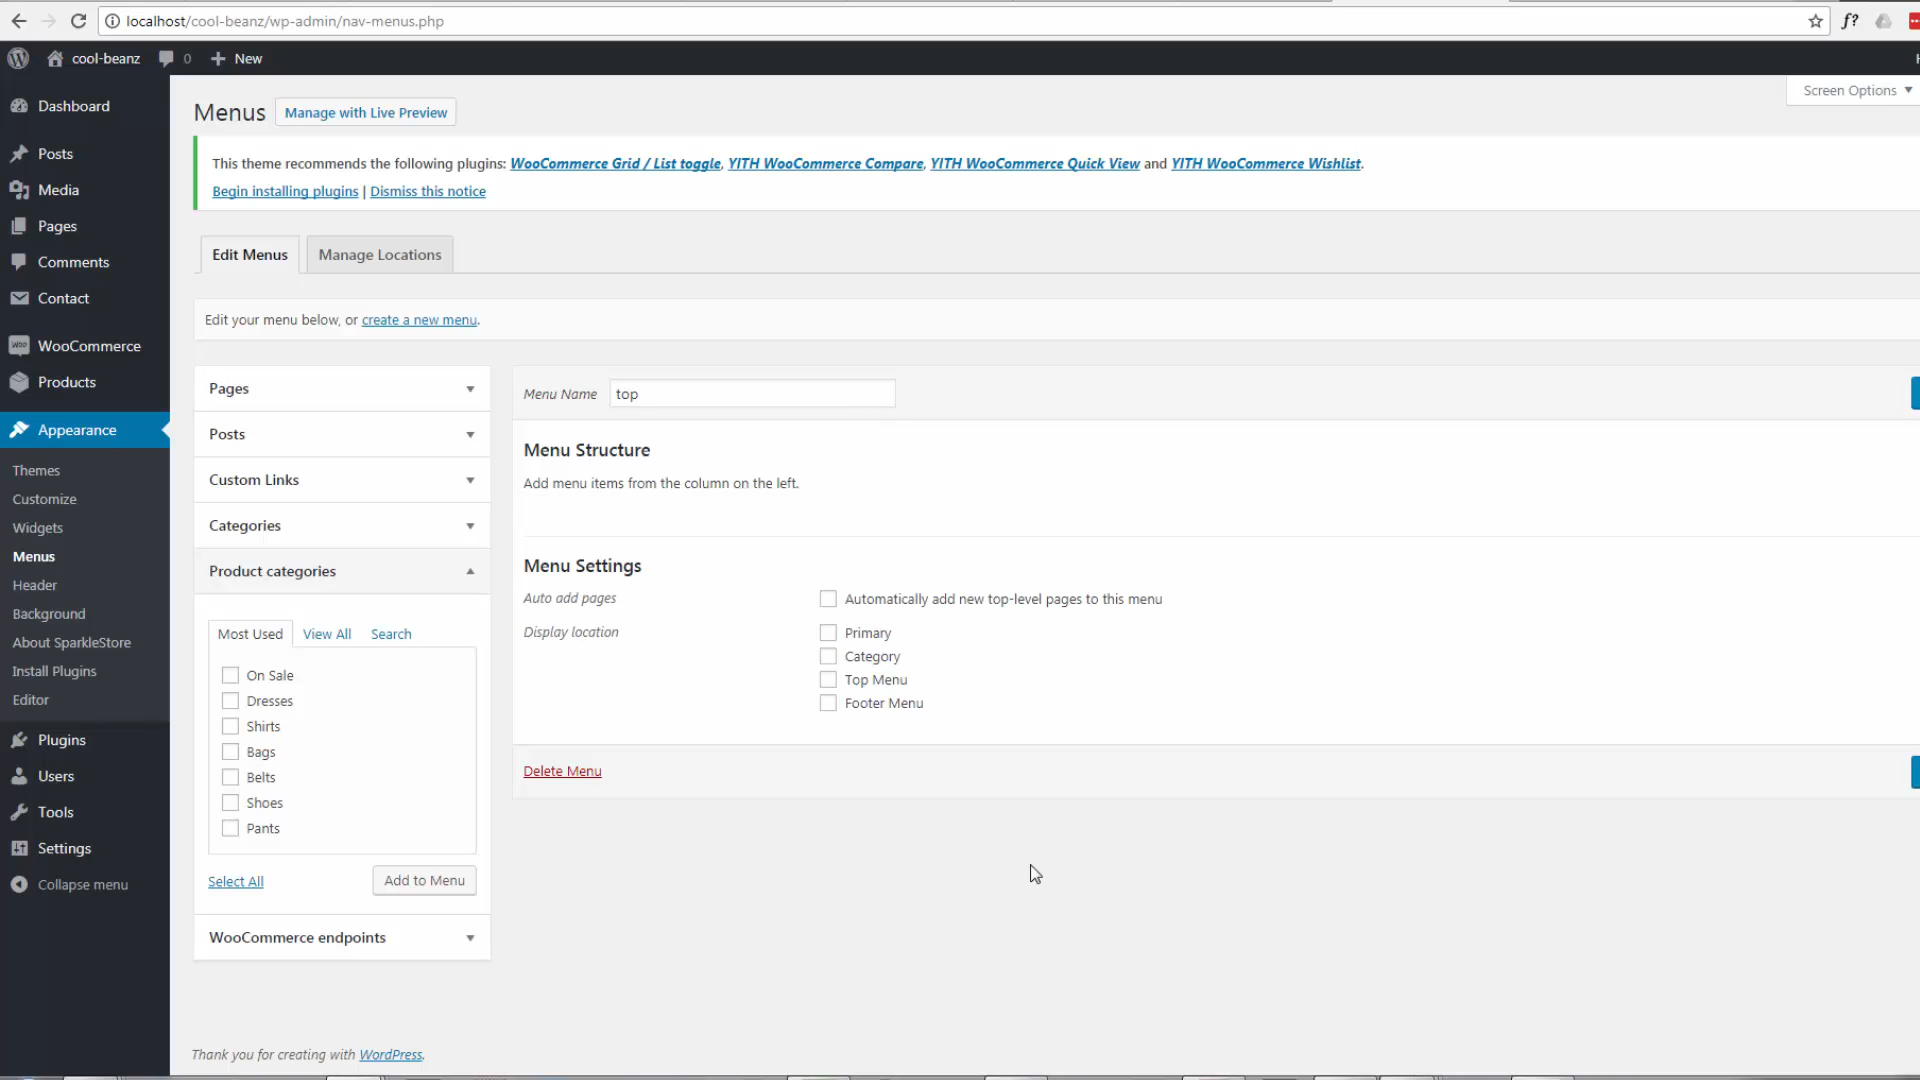 localhost/cool-beanz/wp-admin/nav-menus.php
f?
cool-beanz 0 New
Dashboard
Posts
Media
Pages
Comments
Contact
WooCommerce
Products
Appearance
Themes
Customize
Widgets
Menus
Header
Background
About SparkleStore
Install Plugins
Editor
Plugins
Users
Tools
Settings
Collapse menu
Screen Options
Menus Manage with Live Preview
This theme recommends the following plugins: WooCommerce Grid / List toggle, YITH WooCommerce Compare, YITH WooCommerce Quick View and YITH WooCommerce Wishlist.
Begin installing plugins | Dismiss this notice
Edit Menus Manage Locations
Edit your menu below, or create a new menu.
Pages
Posts
Custom Links
Categories
Product categories
Most Used View All Search
On Sale
Dresses
Shirts
Bags
Belts
Shoes
Pants
Select All Add to Menu
WooCommerce endpoints
Menu Name top
Menu Structure
Add menu items from the column on the left.
Menu Settings
Auto add pages Automatically add new top-level pages to this menu
Display location Primary
Category
Top Menu
Footer Menu
Delete Menu
Thank you for creating with WordPress.